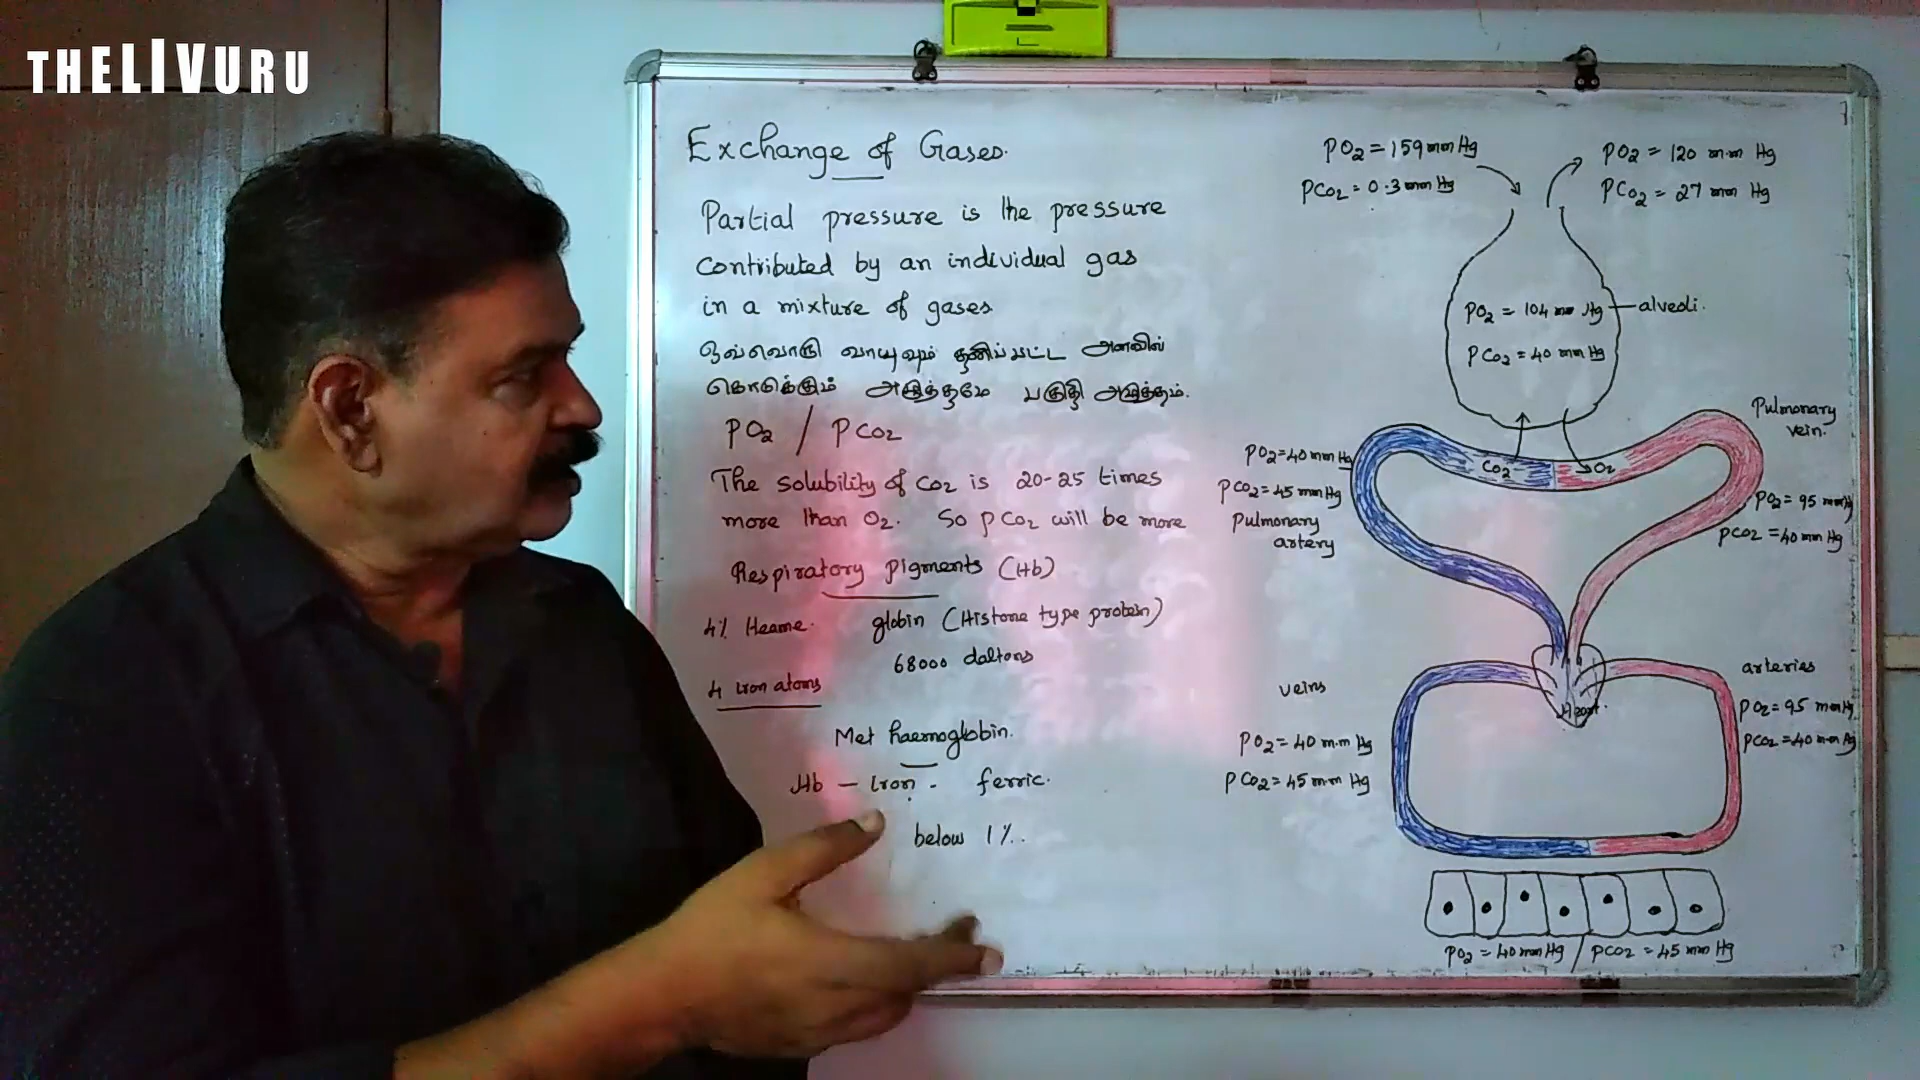 THELIVURU
Exchange of Gases.
Partial pressure is the pressure
contributed by an individual gas
in a mixture of gases
ஒவ்வொரு வாயுவும் தனிப்பட்ட அளவில்
கொடுக்கும் அழுத்தமே பகுதி அழுத்தம்.
PO2 / PCO2
The solubility of CO2 is 20-25 times
more than O2. So PCO2 will be more
Respiratory pigments (Hb)
4% Heame. globin (Histone type protein)
68000 daltons
4 iron atoms
Met haemoglobin.
Hb - Iron - ferric.
below 1%.
PO2 = 159 mm Hg
PCO2 = 0.3 mm Hg
PO2 = 120 m.m Hg
PCO2 = 27 mm Hg
PO2 = 104 mm Hg
alveoli.
PCO2 = 40 mm Hg
Pulmonary
vein.
PO2 = 40 mm Hg
CO2
O2
PCO2 = 45 mm Hg
Pulmonary
artery
PO2 = 95 mm Hg
PCO2 = 40 mm Hg
arteries
veins
Heart.
PO2 = 95 mm Hg
PCO2 = 40 mm Hg
PO2 = 40 m.m Hg
PCO2 = 45 m.m Hg
PO2 = 40 mm Hg / PCO2 = 45 mm Hg